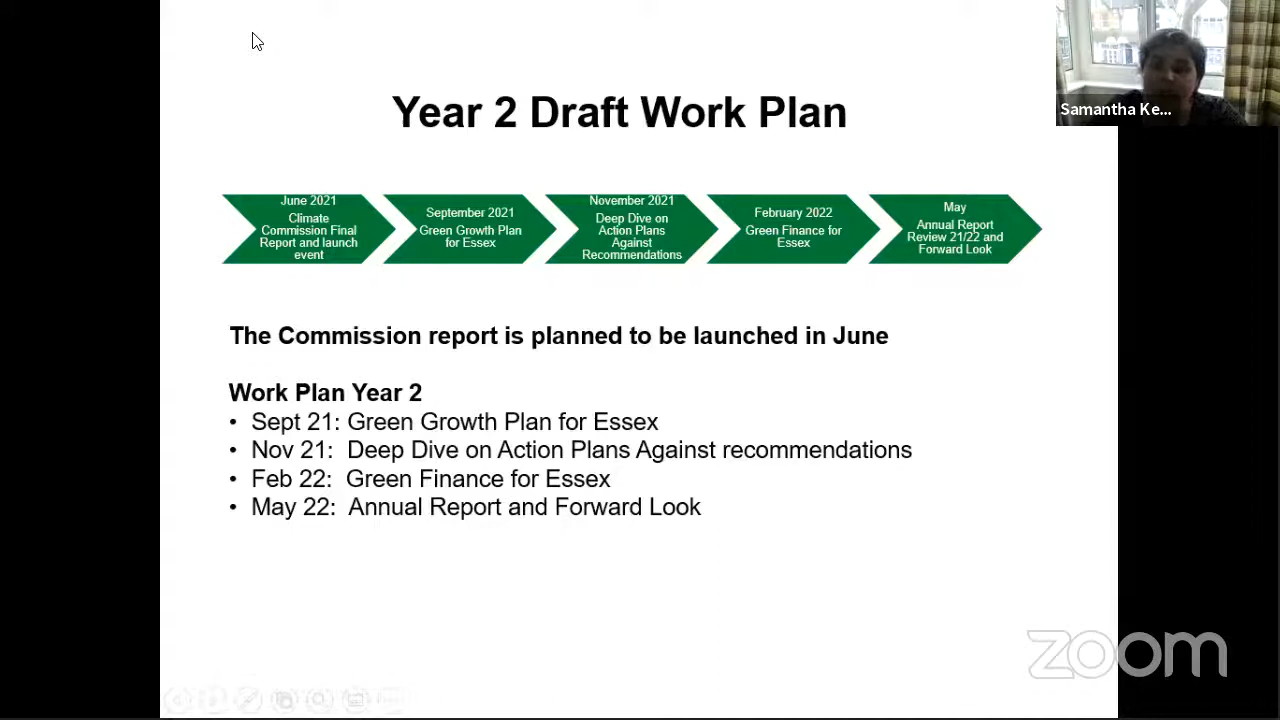 Year 2 Draft Work Plan
Samantha Ke...
June 2021
Climate
Commission Final
Report and launch
event
September 2021
Green Growth Plan
for Essex
November 2021
Deep Dive on
Action Plans
Against
Recommendations
February 2022
Green Finance for
Essex
May
Annual Report
Review 21/22 and
Forward Look
The Commission report is planned to be launched in June
Work Plan Year 2
• Sept 21: Green Growth Plan for Essex
• Nov 21: Deep Dive on Action Plans Against recommendations
• Feb 22: Green Finance for Essex
• May 22: Annual Report and Forward Look
zoom